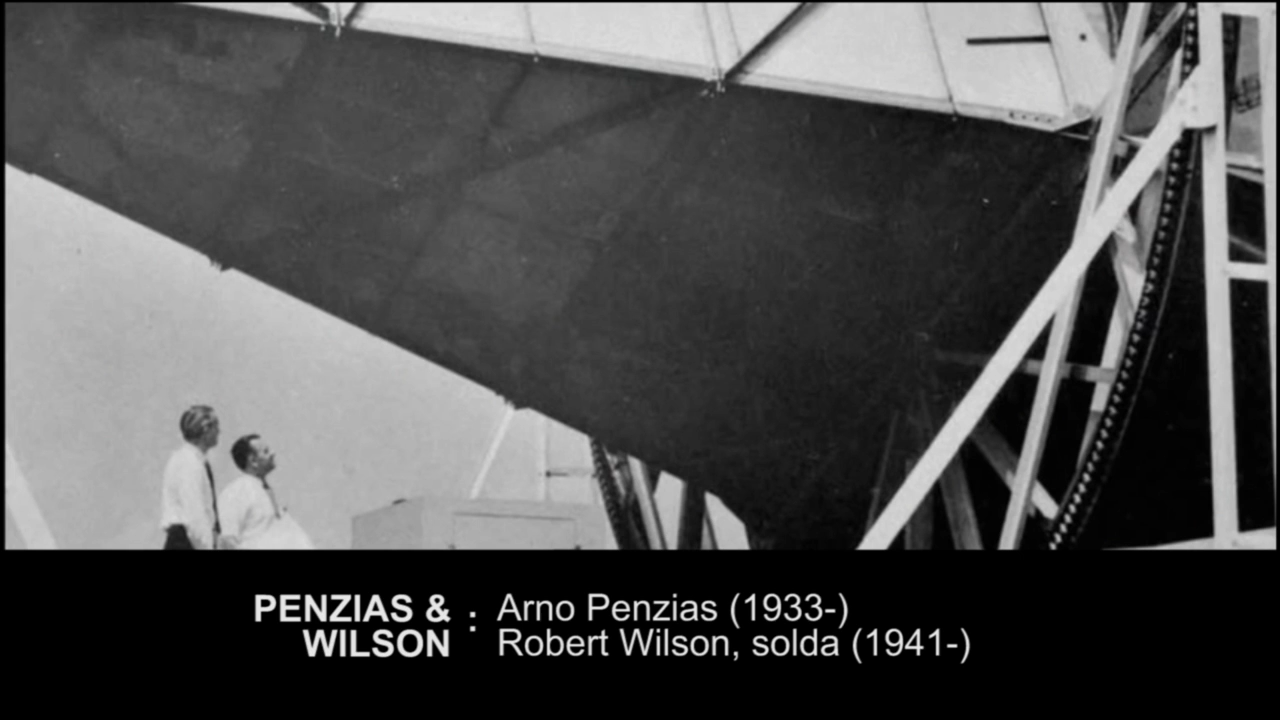 PENZIAS & : Arno Penzias (1933-)
WILSON Robert Wilson, solda (1941-)